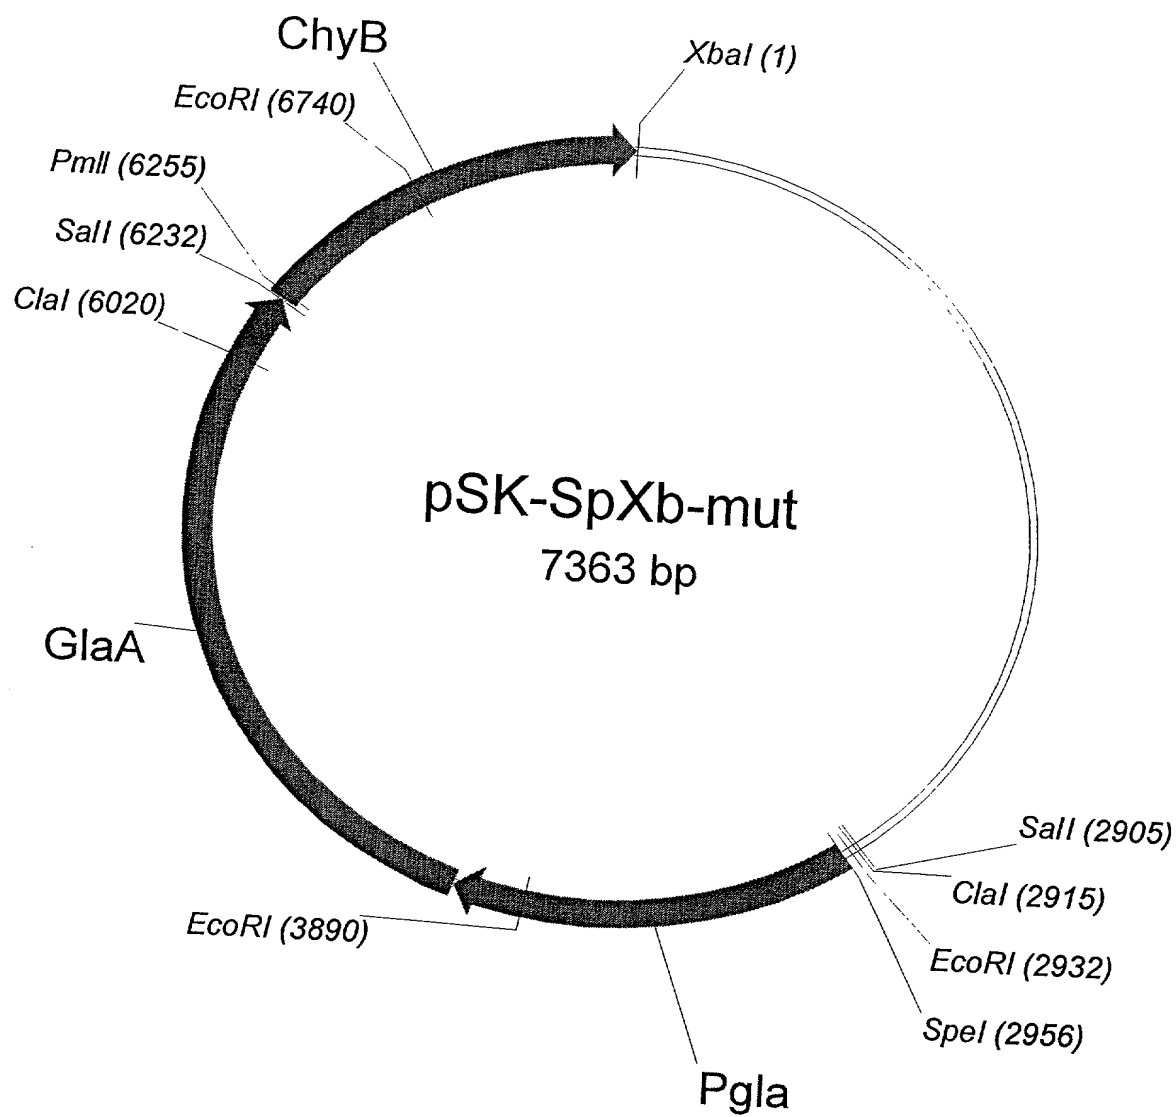 ChyB
XbaI (1)
EcoRI (6740)
PmlI (6255)
SalI (6232)
ClaI (6020)
pSK-SpXb-mut
7363 bp
GlaA
SalI (2905)
ClaI (2915)
EcoRI (3890)
EcoRI (2932)
SpeI (2956)
Pgla